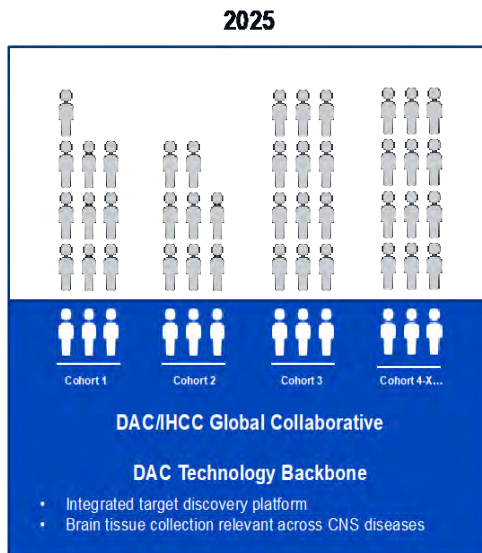 2025
Cohort 1 Cohort 2 Cohort 3 Cohort 4-X...
DAC/IHCC Global Collaborative
DAC Technology Backbone
• Integrated target discovery platform
• Brain tissue collection relevant across CNS diseases